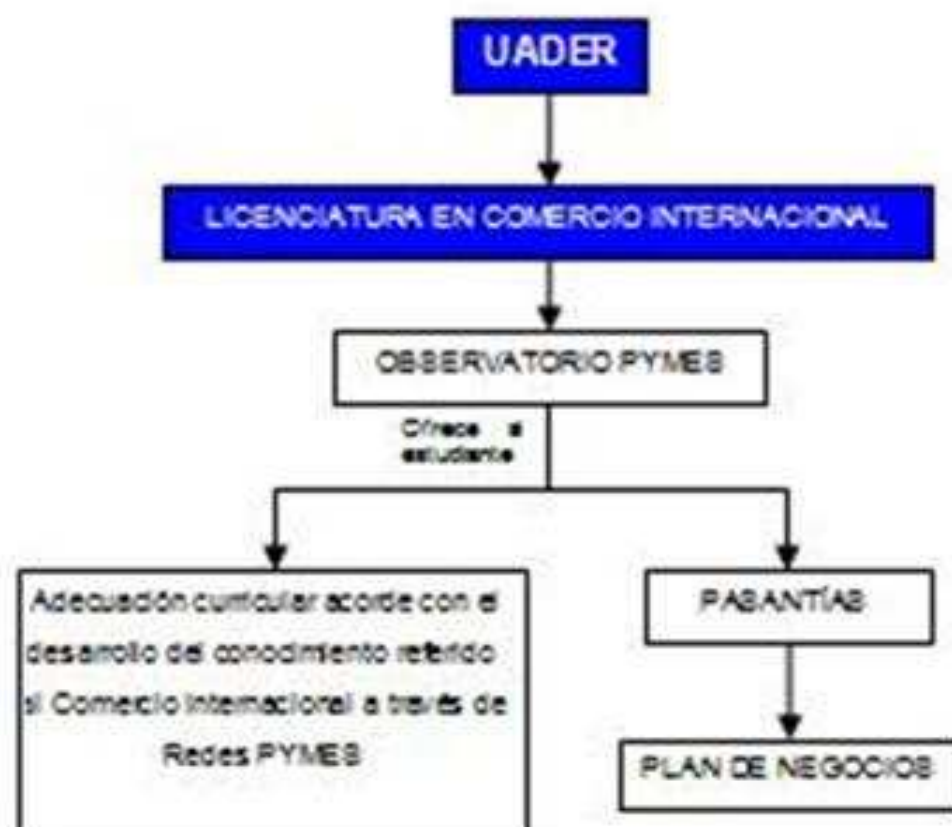 UADER
LICENCIATURA EN COMERCIO INTERNACIONAL
OBSERVATORIO PYMES
Ofrece al
estudiante
Adecuación curricular acorde con el
desarrollo del conocimiento referido
al Comercio Internacional a través de
Redes PYMES
PASANTÍAS
PLAN DE NEGOCIOS